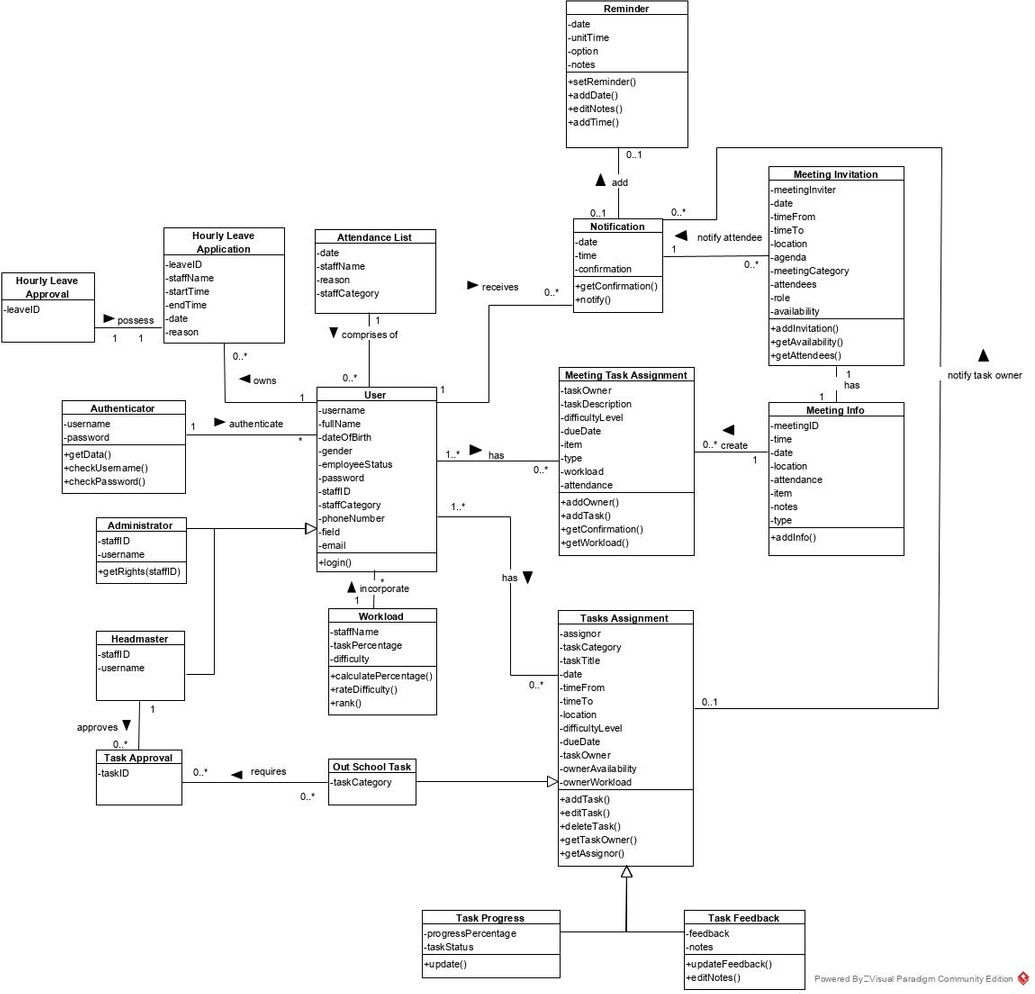 Reminder
-date
-unitTime
-option
-notes
+setReminder()
+addDate()
+editNotes()
+addTime()
0..1
add
0..1
0..*
Notification
-date
-time
-confirmation
+getConfirmation()
+notify()
notify attendee
1
0..*
Meeting Invitation
-meetingInviter
-date
-timeFrom
-timeTo
-location
-agenda
-meetingCategory
-attendees
-role
-availability
+addInvitation()
+getAvailability()
+getAttendees()
1
has
1
notify task owner
Hourly Leave
Approval
-leaveID
possess
1 1
Hourly Leave
Application
-leaveID
-staffName
-startTime
-endTime
-date
-reason
0..*
owns
1
Attendance List
-date
-staffName
-reason
-staffCategory
1
comprises of
0..*
receives
0..*
1
Authenticator
-username
-password
+getData()
+checkUsername()
+checkPassword()
1
authenticate
*
User
-username
-fullName
-dateOfBirth
-gender
-employeeStatus
-password
-staffID
-staffCategory
-phoneNumber
-field
-email
+login()
1..*
has
0..*
Meeting Task Assignment
-taskOwner
-taskDescription
-difficultyLevel
-dueDate
-item
-type
-workload
-attendance
+addOwner()
+addTask()
+getConfirmation()
+getWorkload()
0..*
create
1
Meeting Info
-meetingID
-time
-date
-location
-attendance
-item
-notes
-type
+addInfo()
Administrator
-staffID
-username
+getRights(staffID)
1..*
has
0..*
*
incorporate
1
Workload
-staffName
-taskPercentage
-difficulty
+calculatePercentage()
+rateDifficulty()
+rank()
Headmaster
-staffID
-username
1
approves
0..*
Task Approval
-taskID
0..*
requires
0..*
Out School Task
-taskCategory
Tasks Assignment
-assignor
-taskCategory
-taskTitle
-date
-timeFrom
-timeTo
-location
-difficultyLevel
-dueDate
-taskOwner
-ownerAvailability
-ownerWorkload
+addTask()
+editTask()
+deleteTask()
+getTaskOwner()
+getAssignor()
0..1
Task Progress
-progressPercentage
-taskStatus
+update()
Task Feedback
-feedback
-notes
+updateFeedback()
+editNotes()
Powered By Visual Paradigm Community Edition